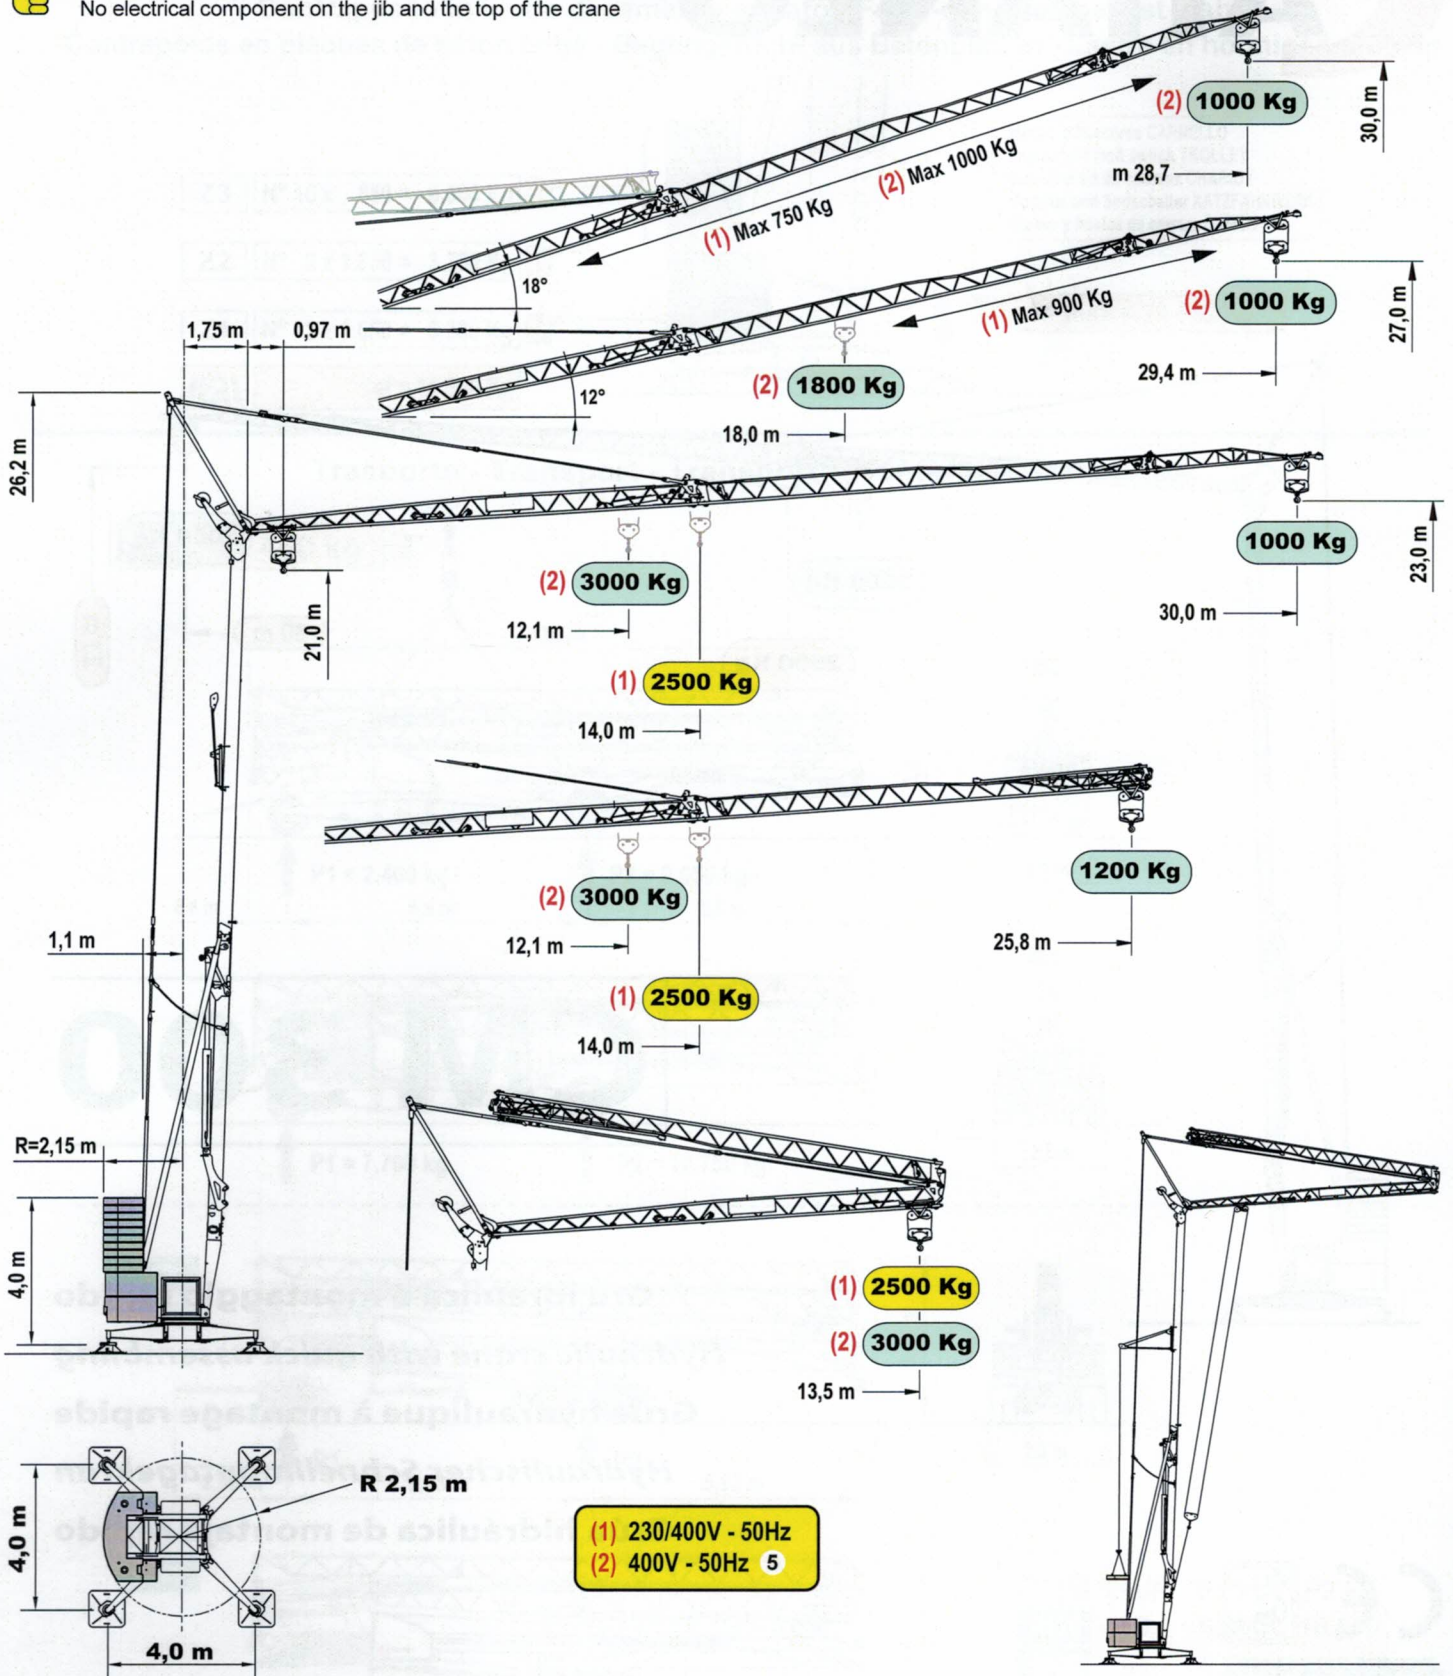 No electrical component on the jib and the top of the crane
(2) 1000 Kg
30,0 m
m 28,7
(2) Max 1000 Kg
(1) Max 750 Kg
18°
(2) 1000 Kg
27,0 m
29,4 m
(1) Max 900 Kg
(2) 1800 Kg
18,0 m
12°
1,75 m 0,97 m
26,2 m
21,0 m
1000 Kg
23,0 m
30,0 m
(2) 3000 Kg
12,1 m
(1) 2500 Kg
14,0 m
1200 Kg
25,8 m
(2) 3000 Kg
12,1 m
(1) 2500 Kg
14,0 m
1,1 m
R=2,15 m
4,0 m
(1) 2500 Kg
(2) 3000 Kg
13,5 m
R 2,15 m
4,0 m
4,0 m
(1) 230/400V - 50Hz
(2) 400V - 50Hz 5